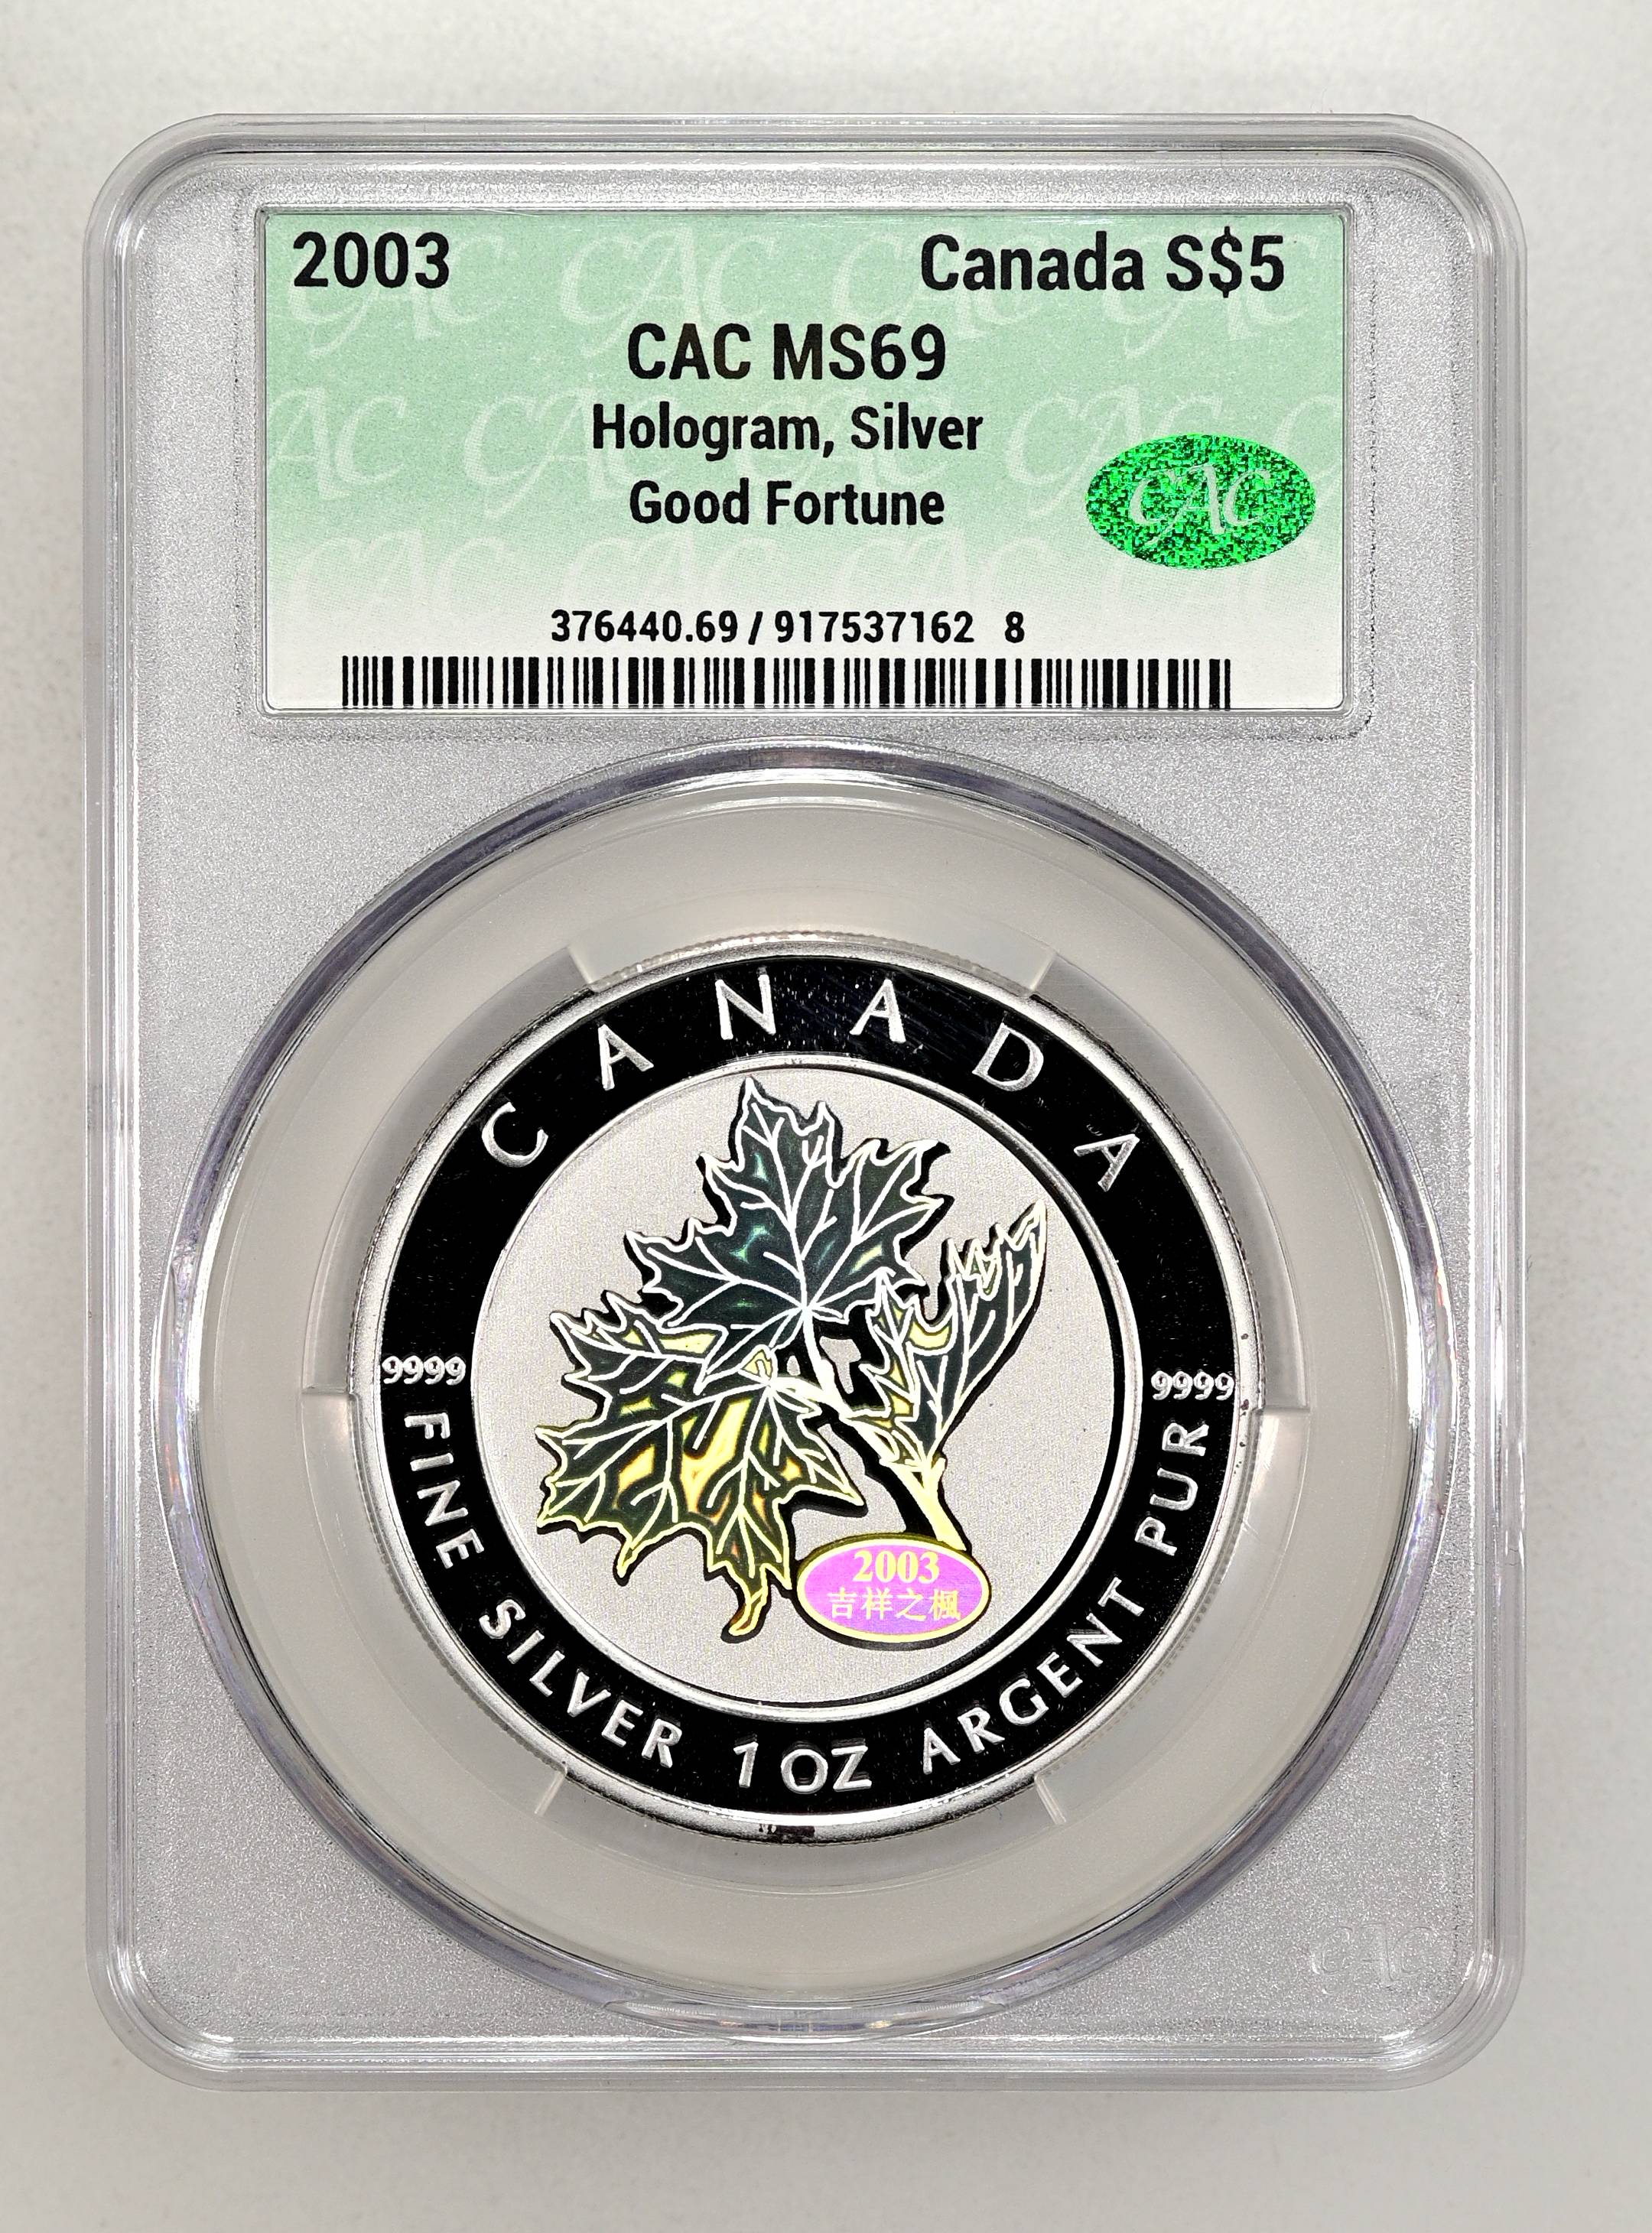 2003 Canada S$5
CAC MS69
Hologram, Silver
Good Fortune
CAC
376440.69 / 917537162 8
CANADA
9999 9999
FINE SILVER 1 OZ ARGENT PUR
2003
吉祥之楓
CAC